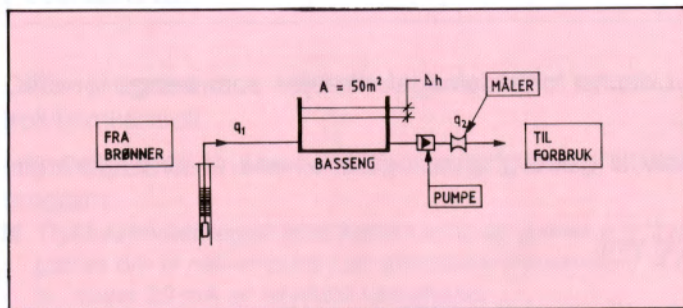 A = 50m²
Δh
MÅLER
q₂
FRA
BRØNNER
q₁
BASSENG
TIL
FORBRUK
PUMPE